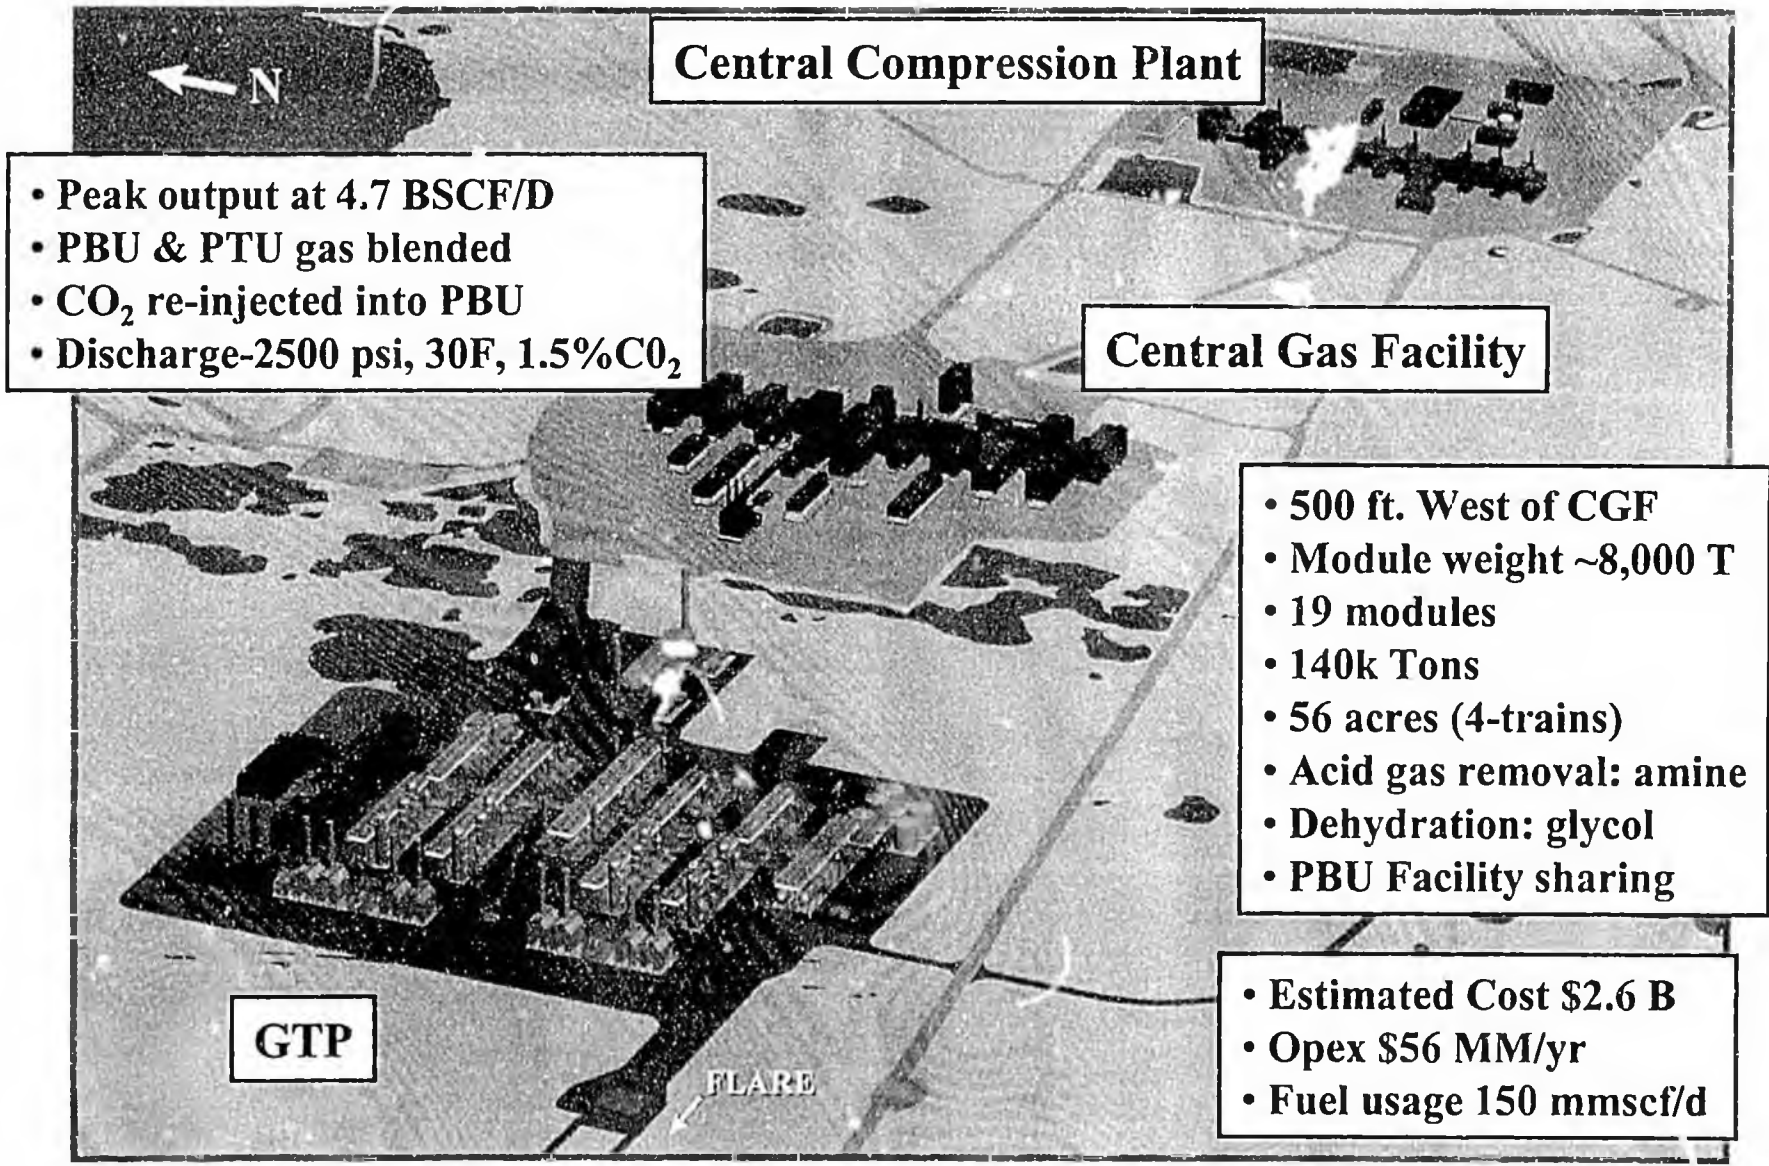 Central Compression Plant
N
• Peak output at 4.7 BSCF/D
• PBU & PTU gas blended
• CO₂ re-injected into PBU
• Discharge-2500 psi, 30F, 1.5%C0₂
Central Gas Facility
• 500 ft. West of CGF
• Module weight ~8,000 T
• 19 modules
• 140k Tons
• 56 acres (4-trains)
• Acid gas removal: amine
• Dehydration: glycol
• PBU Facility sharing
• Estimated Cost $2.6 B
• Opex $56 MM/yr
• Fuel usage 150 mmscf/d
GTP
FLARE